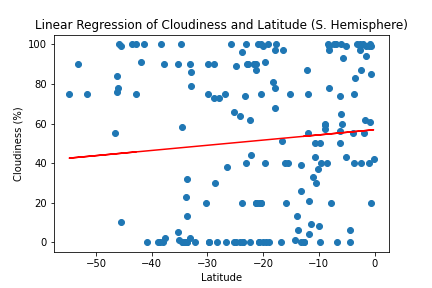 Linear Regression of Cloudiness and Latitude (S. Hemisphere)
100
80
60
40
20
0
Cloudiness (%)
−50 −40 −30 −20 −10 0
Latitude